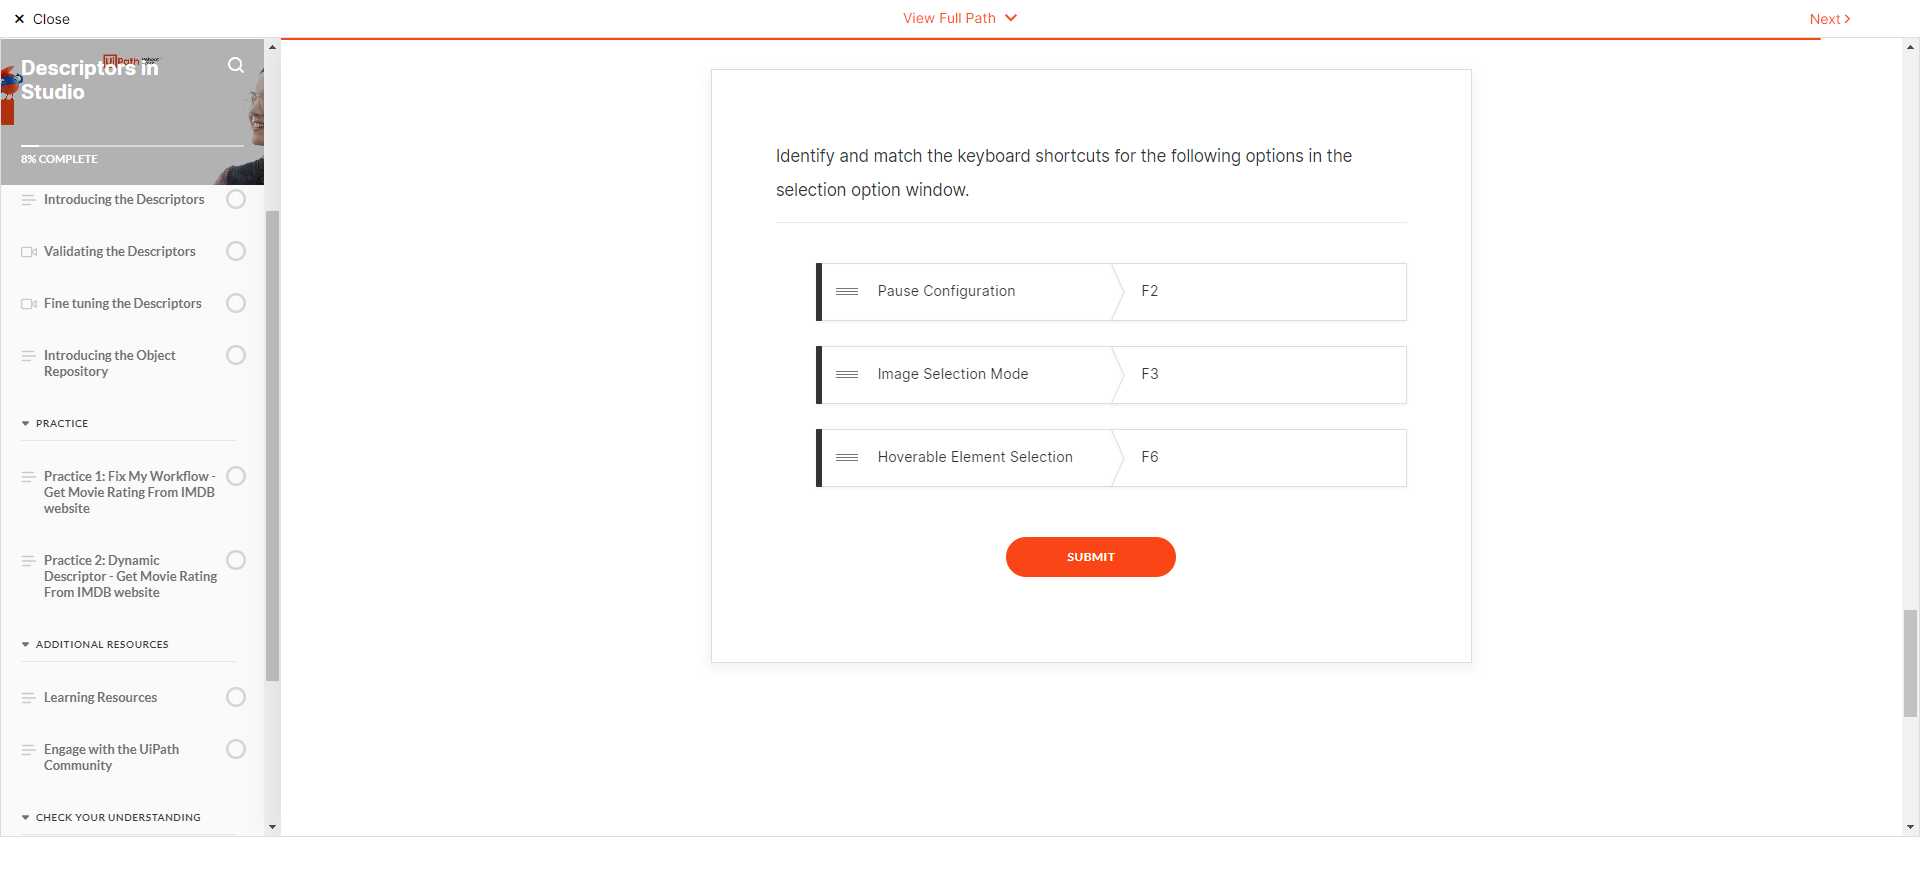 Close
View Full Path
Next
UiPath
Descriptors in
Studio
8% COMPLETE
Introducing the Descriptors
Validating the Descriptors
Fine tuning the Descriptors
Introducing the Object
Repository
PRACTICE
Practice 1: Fix My Workflow -
Get Movie Rating From IMDB
website
Practice 2: Dynamic
Descriptor - Get Movie Rating
From IMDB website
ADDITIONAL RESOURCES
Learning Resources
Engage with the UiPath
Community
CHECK YOUR UNDERSTANDING
Identify and match the keyboard shortcuts for the following options in the
selection option window.
Pause Configuration F2
Image Selection Mode F3
Hoverable Element Selection F6
SUBMIT